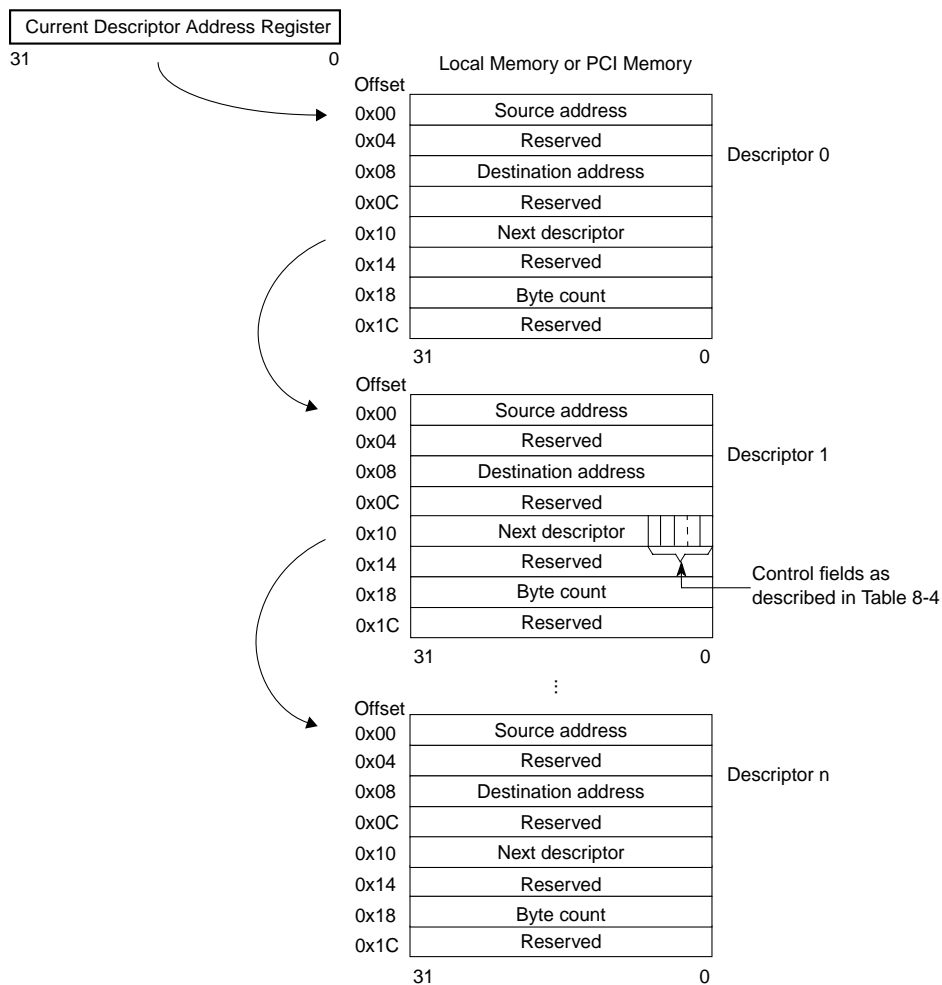 Current Descriptor Address Register
31 0
Local Memory or PCI Memory
Offset
0x00 Source address
0x04 Reserved
0x08 Destination address
0x0C Reserved
0x10 Next descriptor
0x14 Reserved
0x18 Byte count
0x1C Reserved
31 0
Descriptor 0
Offset
0x00 Source address
0x04 Reserved
0x08 Destination address
0x0C Reserved
0x10 Next descriptor
0x14 Reserved
0x18 Byte count
0x1C Reserved
31 0
Descriptor 1
Control fields as
described in Table 8-4
...
Offset
0x00 Source address
0x04 Reserved
0x08 Destination address
0x0C Reserved
0x10 Next descriptor
0x14 Reserved
0x18 Byte count
0x1C Reserved
31 0
Descriptor n